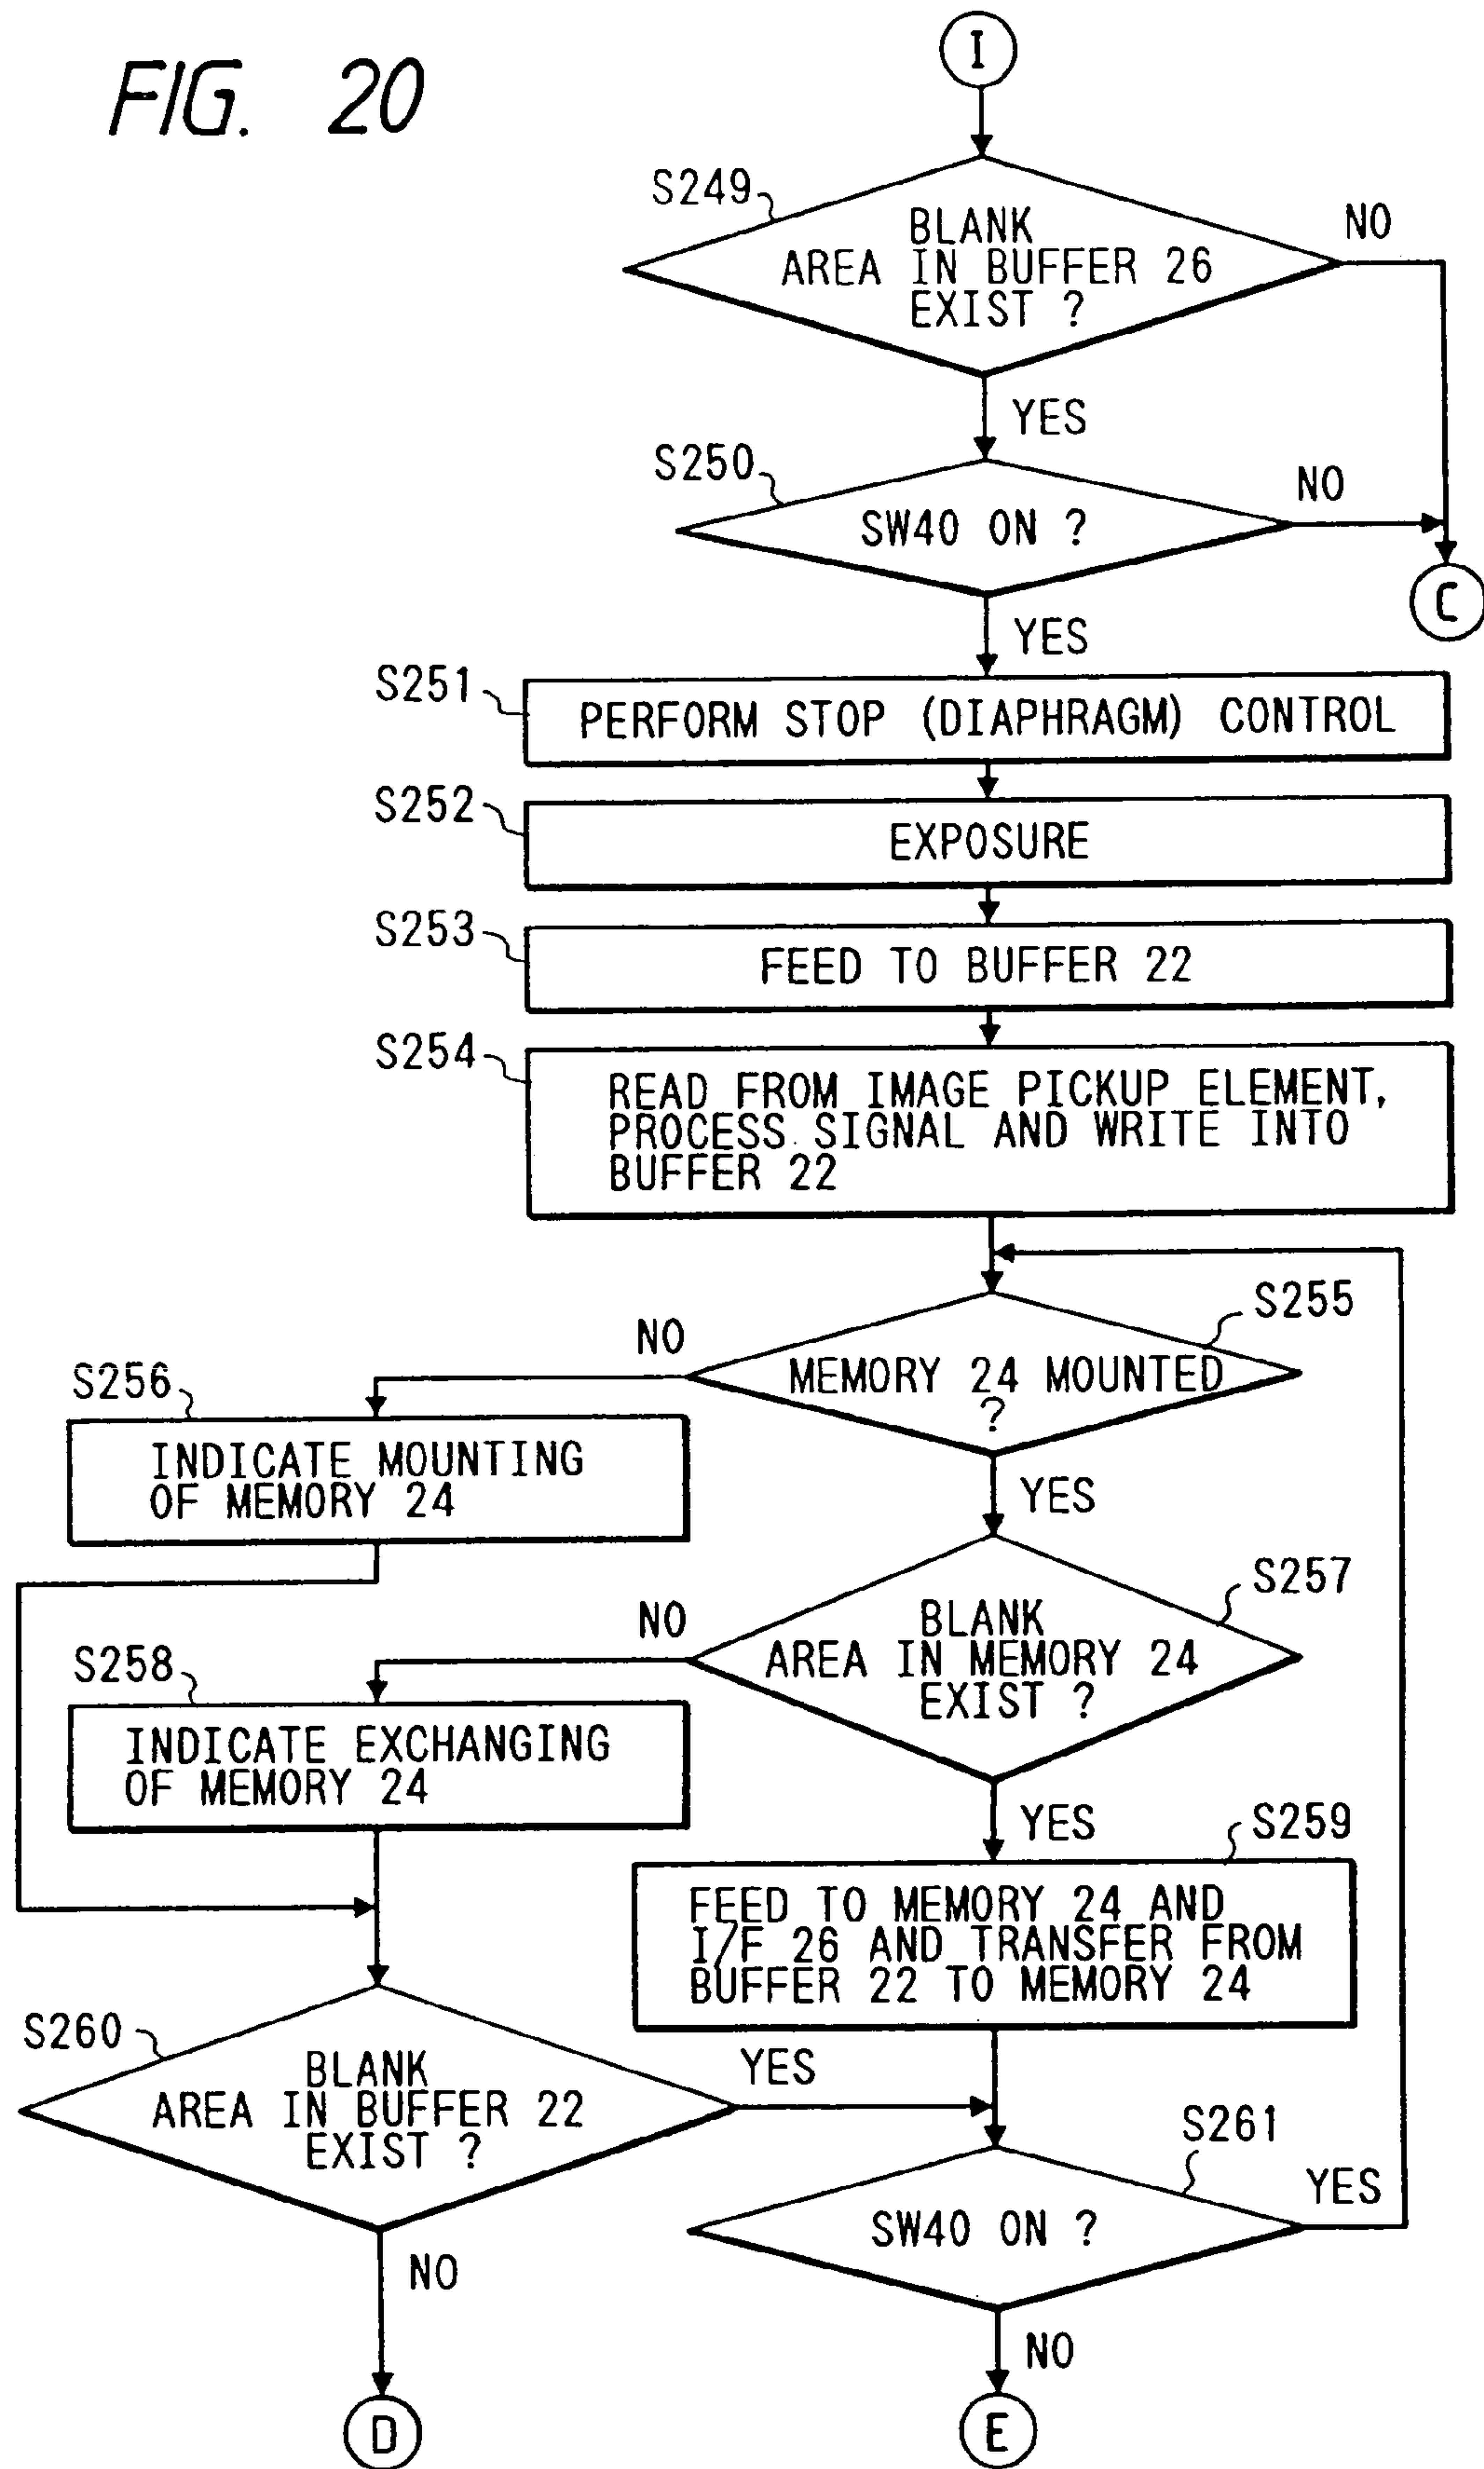 FIG. 20
I
S249
BLANK
AREA IN BUFFER 26
EXIST ?
NO
YES
S250
SW40 ON ?
NO
C
YES
S251
PERFORM STOP (DIAPHRAGM) CONTROL
S252
EXPOSURE
S253
FEED TO BUFFER 22
S254
READ FROM IMAGE PICKUP ELEMENT,
PROCESS SIGNAL AND WRITE INTO
BUFFER 22
S255
MEMORY 24 MOUNTED
?
NO
S256
INDICATE MOUNTING
OF MEMORY 24
YES
S257
BLANK
AREA IN MEMORY 24
EXIST ?
NO
S258
INDICATE EXCHANGING
OF MEMORY 24
YES
S259
FEED TO MEMORY 24 AND
I/F 26 AND TRANSFER FROM
BUFFER 22 TO MEMORY 24
S260
BLANK
AREA IN BUFFER 22
EXIST ?
YES
S261
SW40 ON ?
YES
NO
NO
D
E